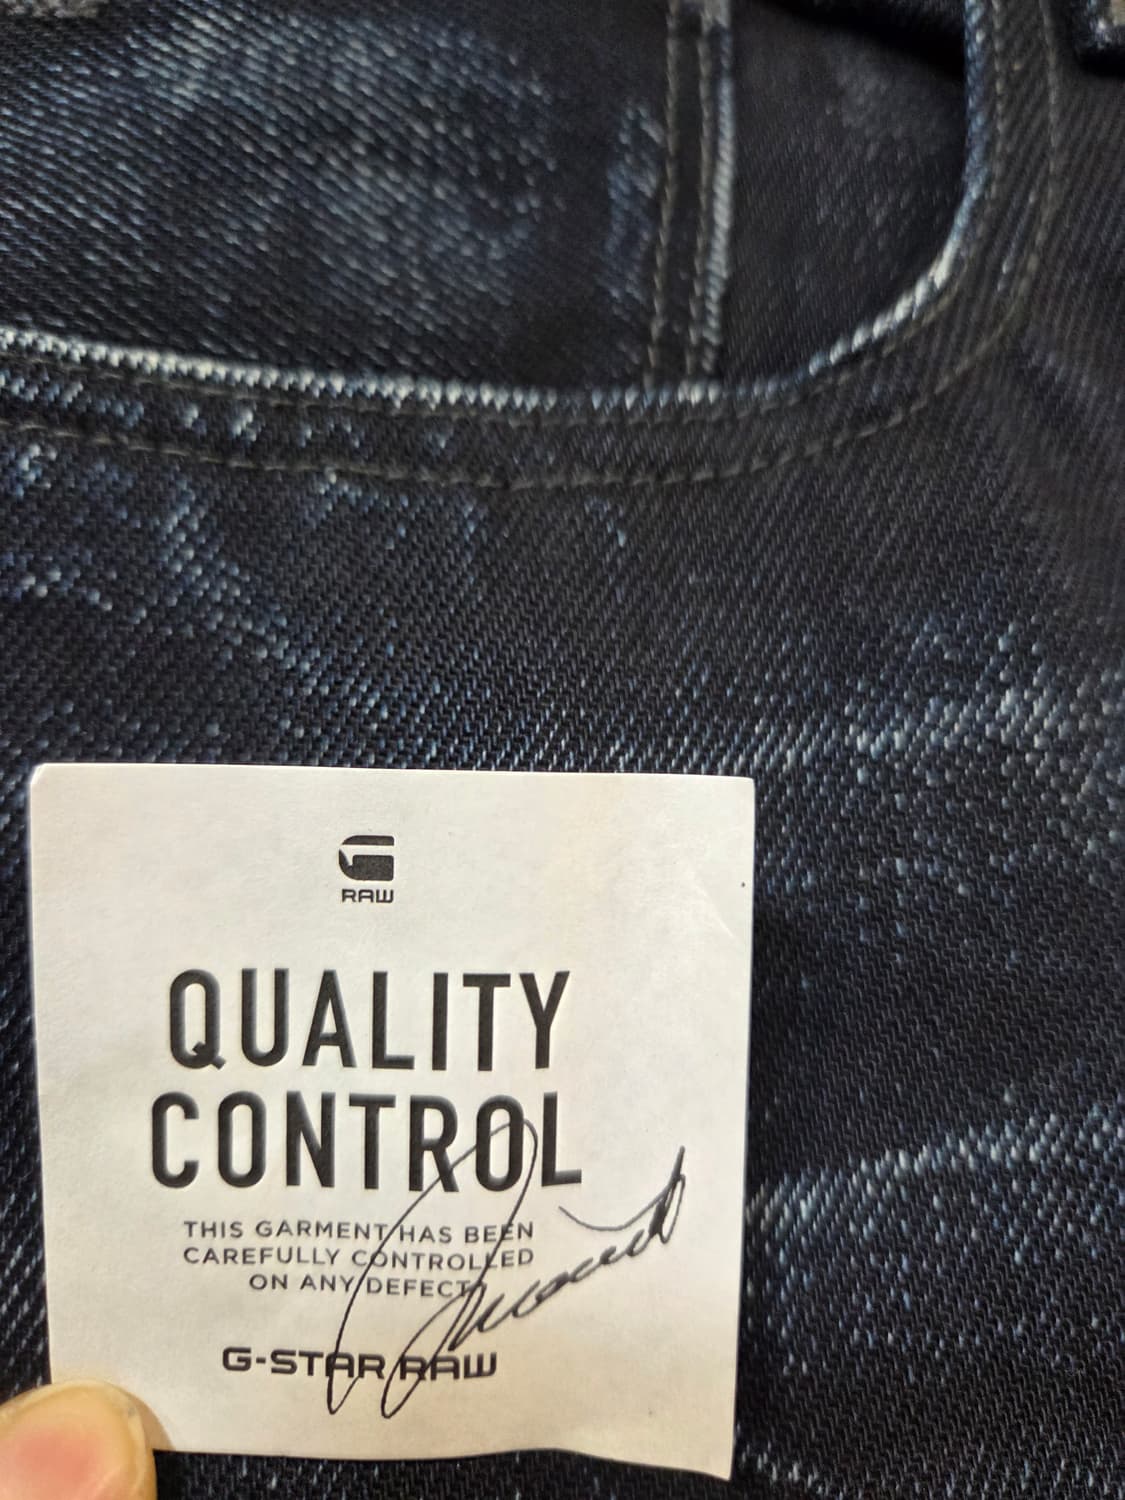 RAW
QUALITY
CONTROL
THIS GARMENT HAS BEEN
CAREFULLY CONTROLLED
ON ANY DEFECT
G-STAR RAW